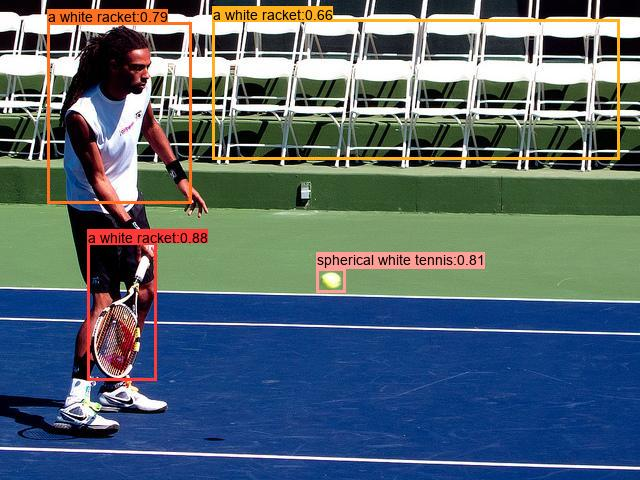 a white racket:0.79
a white racket:0.66
a white racket:0.88
spherical white tennis:0.81